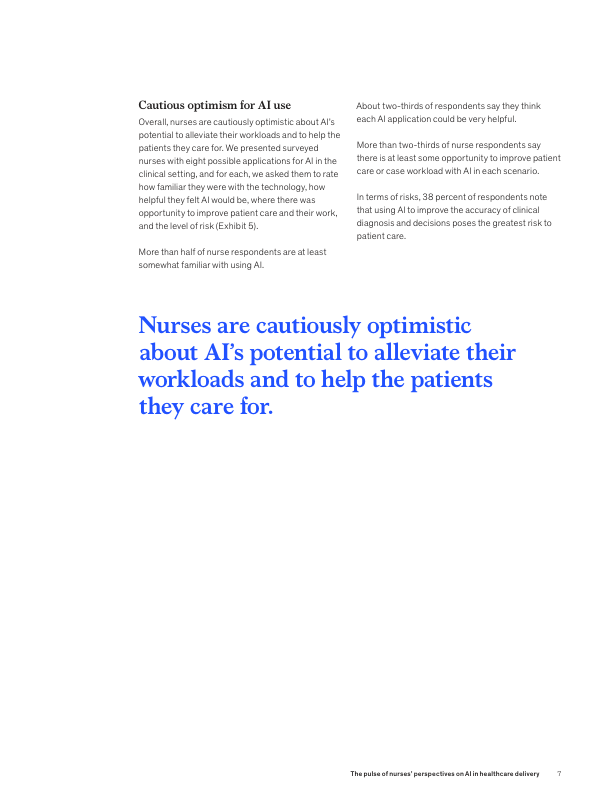 Cautious optimism for AI use
Overall, nurses are cautiously optimistic about AI's
potential to alleviate their workloads and to help the
patients they care for. We presented surveyed
nurses with eight possible applications for AI in the
clinical setting, and for each, we asked them to rate
how familiar they were with the technology, how
helpful they felt AI would be, where there was
opportunity to improve patient care and their work,
and the level of risk (Exhibit 5).
More than half of nurse respondents are at least
somewhat familiar with using AI.
About two-thirds of respondents say they think
each AI application could be very helpful.
More than two-thirds of nurse respondents say
there is at least some opportunity to improve patient
care or case workload with AI in each scenario.
In terms of risks, 38 percent of respondents note
that using AI to improve the accuracy of clinical
diagnosis and decisions poses the greatest risk to
patient care.
Nurses are cautiously optimistic
about AI’s potential to alleviate their
workloads and to help the patients
they care for.
The pulse of nurses' perspectives on AI in healthcare delivery 7